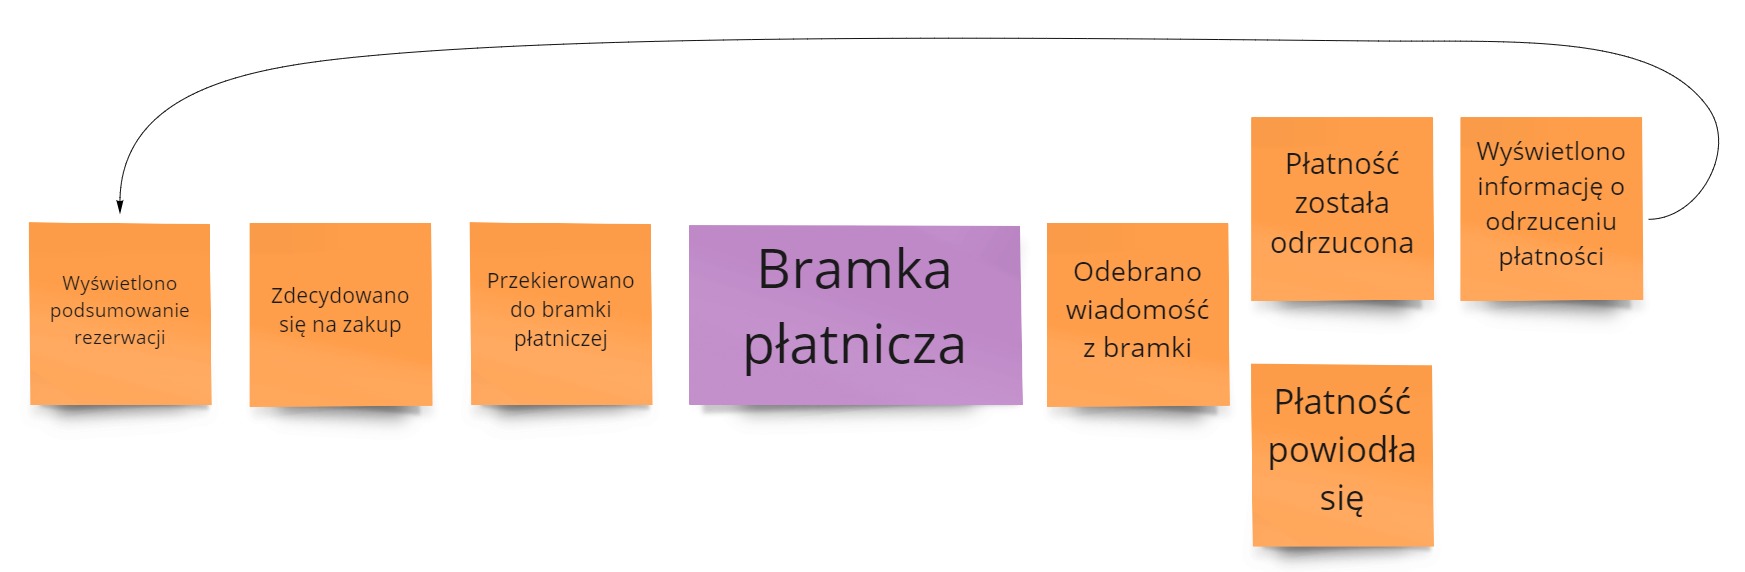 Wyświetlono
podsumowanie
rezerwacji
Zdecydowano
się na zakup
Przekierowano
do bramki
płatniczej
Bramka
płatnicza
Odebrano
wiadomość
z bramki
Płatność
została
odrzucona
Wyświetlono
informację o
odrzuceniu
płatności
Płatność
powiodła
się